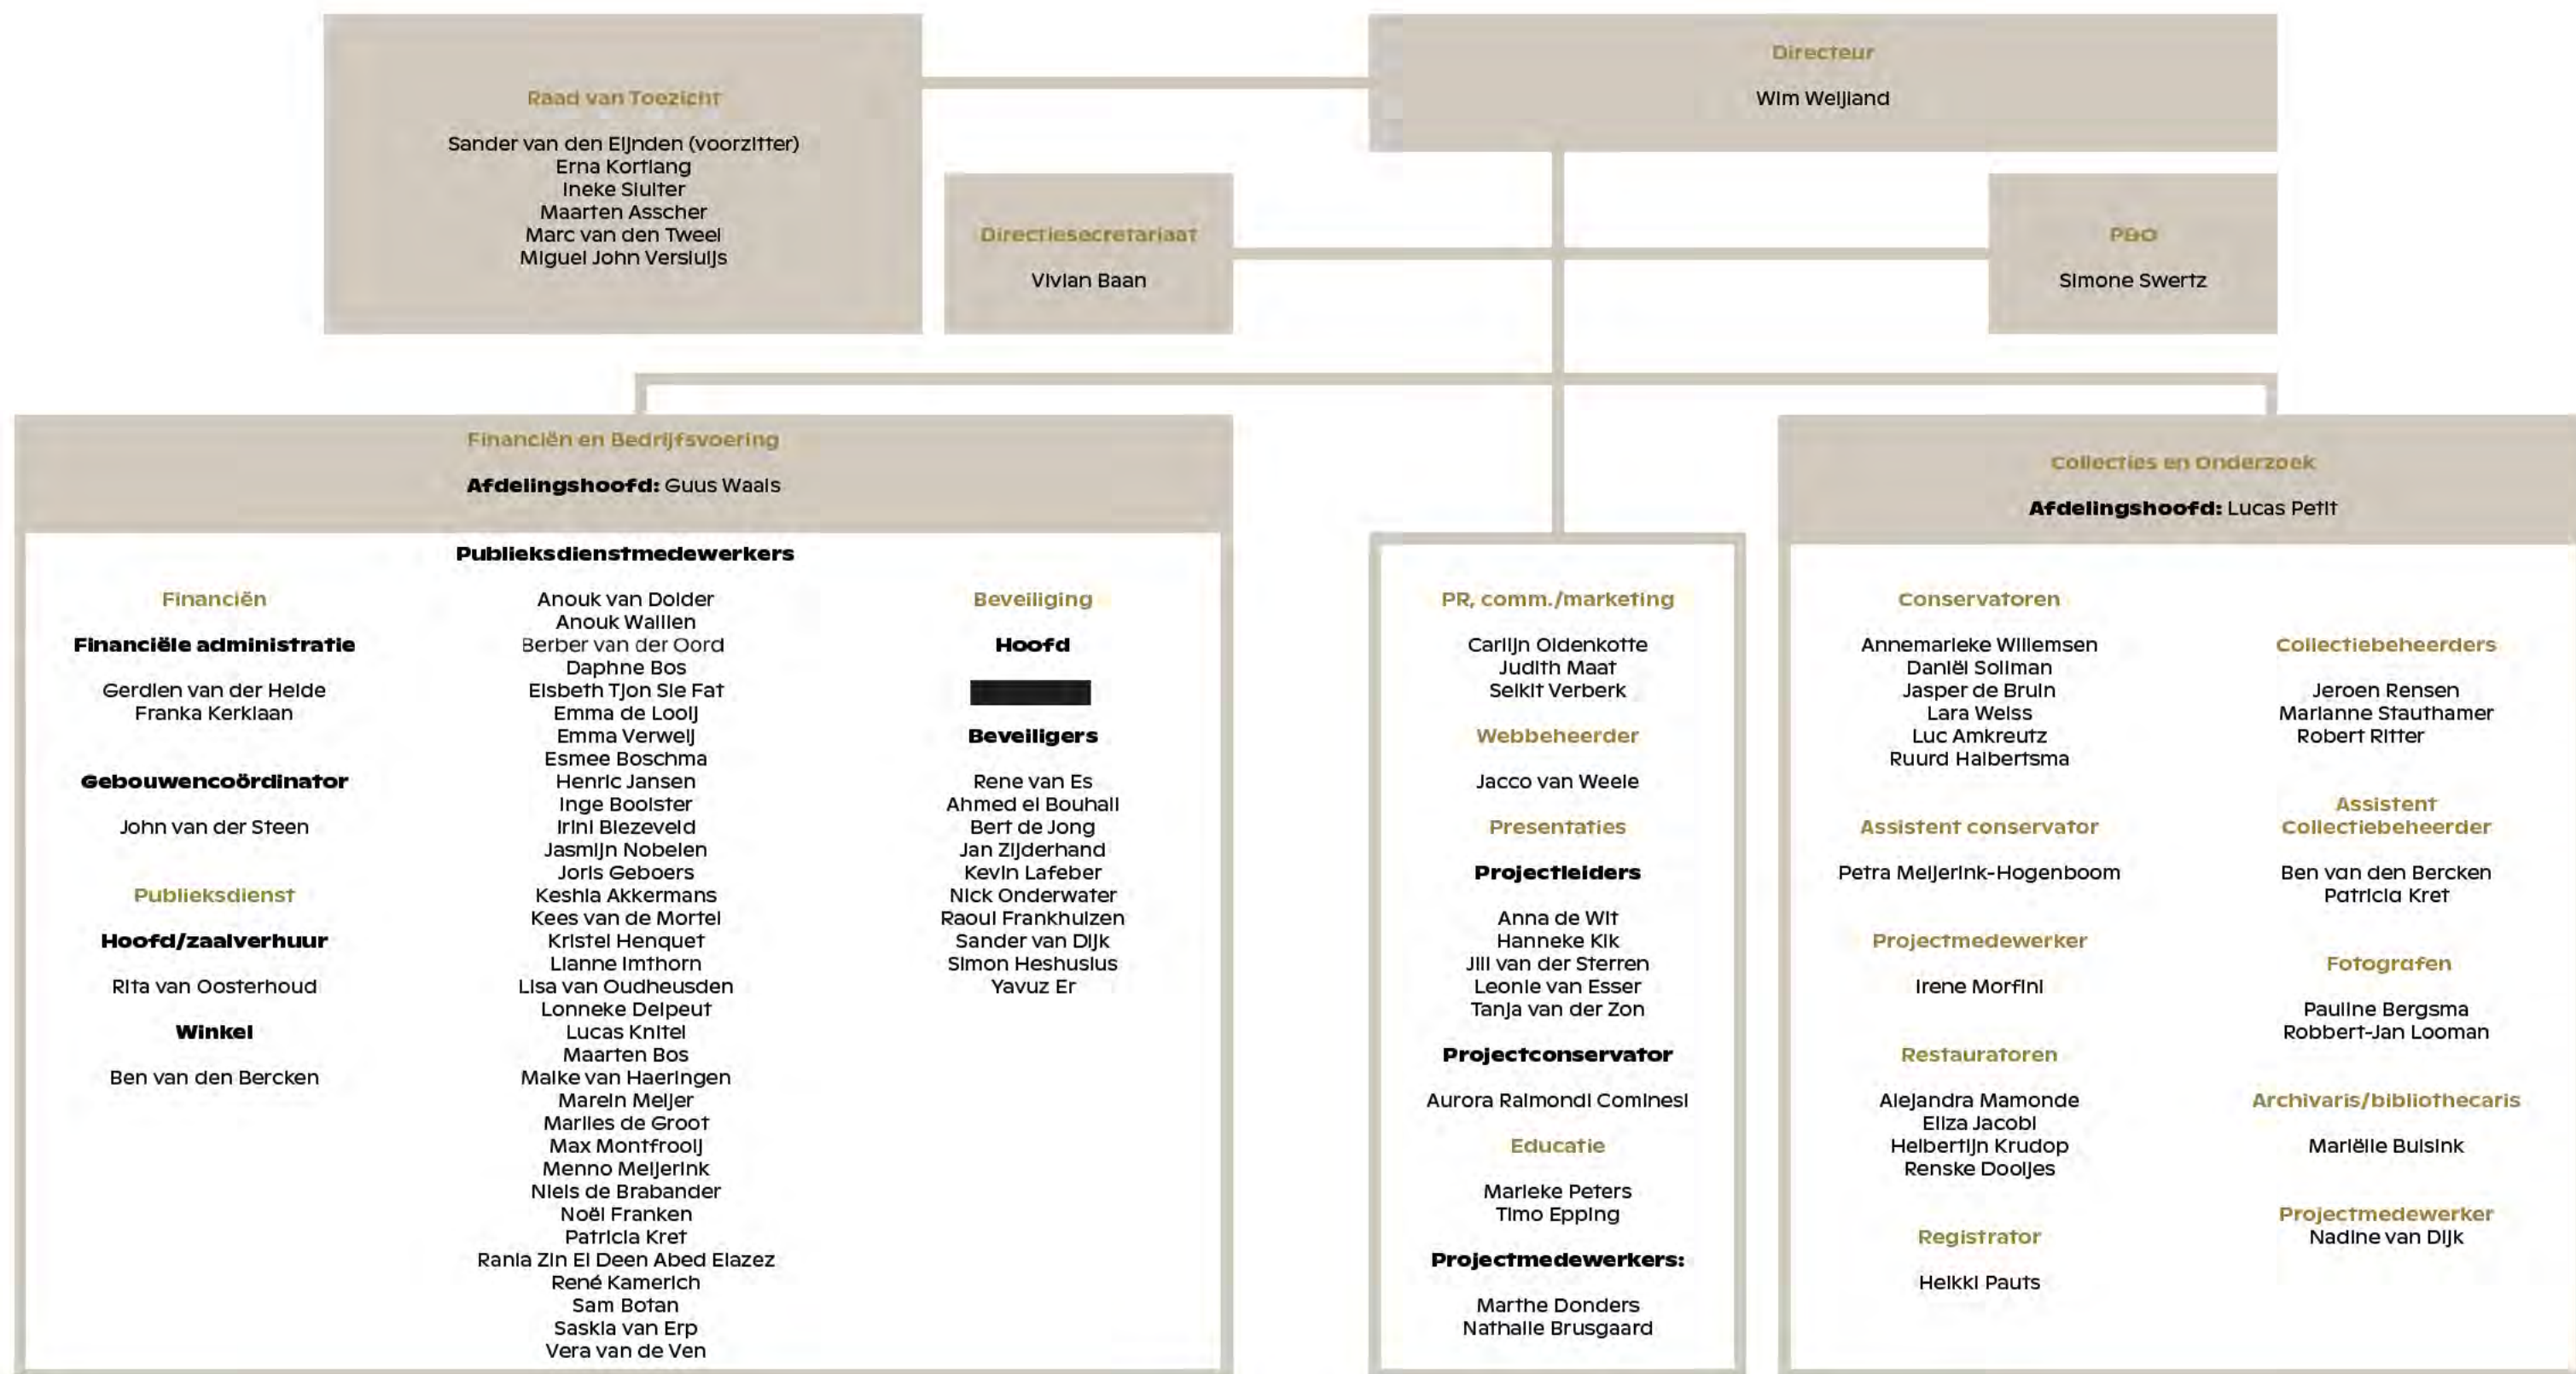 Raad van Toezicht
Sander van den Eijnden (voorzitter)
Erna Kortlang
Ineke Sluiter
Maarten Asscher
Marc van den Tweel
Miguel John Versluijs
Directeur
Wim Weijland
Directiesecretariaat
Vivian Baan
P&O
Simone Swertz
Financiën en Bedrijfsvoering
Afdelingshoofd: Guus Waals
Financiën
Financiële administratie
Gerdien van der Heide
Franka Kerklaan
Gebouwencoördinator
John van der Steen
Publieksdienst
Hoofd/zaalverhuur
Rita van Oosterhoud
Winkel
Ben van den Bercken
Publieksdienstmedewerkers
Anouk van Dolder
Anouk Wallien
Berber van der Oord
Daphne Bos
Elsbeth Tjon Sie Fat
Emma de Looij
Emma Verweij
Esmee Boschma
Henric Jansen
Inge Boolster
Irini Biezeveld
Jasmijn Nobelen
Joris Geboers
Keshia Akkermans
Kees van de Mortel
Kristel Henquet
Lianne Imthorn
Lisa van Oudheusden
Lonneke Delpeut
Lucas Knitel
Maarten Bos
Maike van Haeringen
Marein Meijer
Marlies de Groot
Max Montfrooij
Menno Meijerink
Niels de Brabander
Noël Franken
Patricia Kret
Rania Zin El Deen Abed Elazez
René Kamerich
Sam Botan
Saskia van Erp
Vera van de Ven
Beveiliging
Hoofd
Beveiligers
Rene van Es
Ahmed el Bouhali
Bert de Jong
Jan Zijderhand
Kevin Lafeber
Nick Onderwater
Raoul Frankhuizen
Sander van Dijk
Simon Heshusius
Yavuz Er
PR, comm./marketing
Carlijn Oldenkotte
Judith Maat
Selkit Verberk
Webbeheerder
Jacco van Weele
Presentaties
Projectleiders
Anna de Wit
Hanneke Kik
Jill van der Sterren
Leonie van Esser
Tanja van der Zon
Projectconservator
Aurora Raimondi Cominesi
Educatie
Marieke Peters
Timo Epping
Projectmedewerkers:
Marthe Donders
Nathalie Brusgaard
Collecties en Onderzoek
Afdelingshoofd: Lucas Petit
Conservatoren
Annemarieke Willemsen
Daniël Soliman
Jasper de Bruin
Lara Weiss
Luc Amkreutz
Ruurd Halbertsma
Assistent conservator
Petra Meijerink-Hogenboom
Projectmedewerker
Irene Morfini
Restauratoren
Alejandra Mamonde
Eliza Jacobi
Helbertijn Krudop
Renske Dooijes
Registrator
Heikki Pauts
Collectiebeheerders
Jeroen Rensen
Marianne Stauthamer
Robert Ritter
Assistent
Collectiebeheerder
Ben van den Bercken
Patricia Kret
Fotografen
Pauline Bergsma
Robbert-Jan Looman
Archivaris/bibliothecaris
Mariëlle Bulsink
Projectmedewerker
Nadine van Dijk